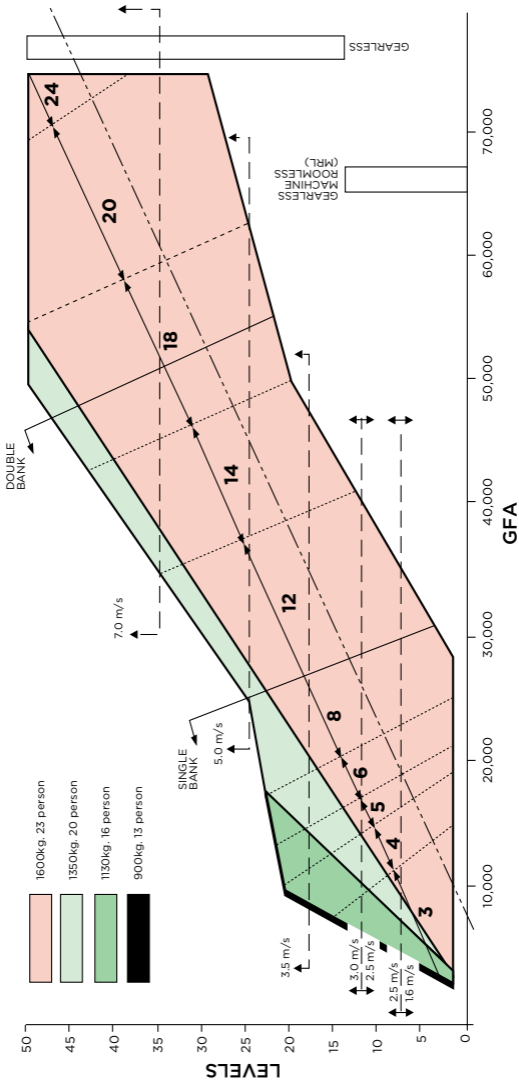 1600kg. 23 person
1350kg. 20 person
1130kg. 16 person
900kg. 13 person
LEVELS
50
45
40
35
30
25
20
15
10
5
0
GFA
10,000
20,000
30,000
40,000
50,000
60,000
70,000
SINGLE
BANK
DOUBLE
BANK
7.0 m/s
5.0 m/s
3.5 m/s
3.0 m/s
2.5 m/s
2.5 m/s
1.6 m/s
3
4
5
6
8
12
14
18
20
24
GEARLESS
GEARLESS
MACHINE
ROOMLESS
(MRL)